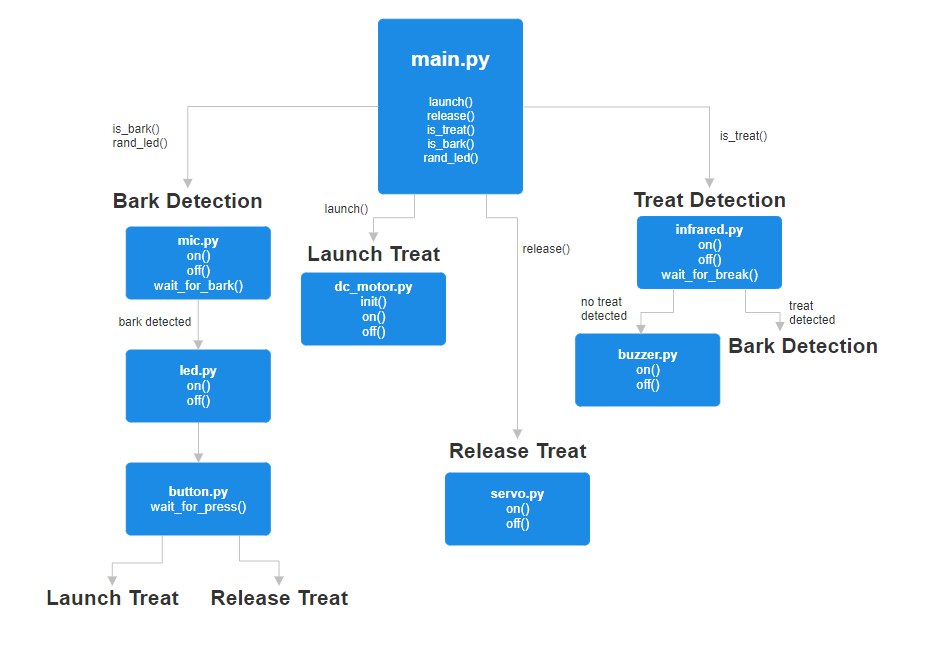 main.py
launch()
release()
is_treat()
is_bark()
rand_led()
is_bark()
rand_led()
Bark Detection
mic.py
on()
off()
wait_for_bark()
bark detected
led.py
on()
off()
button.py
wait_for_press()
Launch Treat
Release Treat
launch()
Launch Treat
dc_motor.py
init()
on()
off()
release()
Release Treat
servo.py
on()
off()
is_treat()
Treat Detection
infrared.py
on()
off()
wait_for_break()
no treat
detected
buzzer.py
on()
off()
treat
detected
Bark Detection